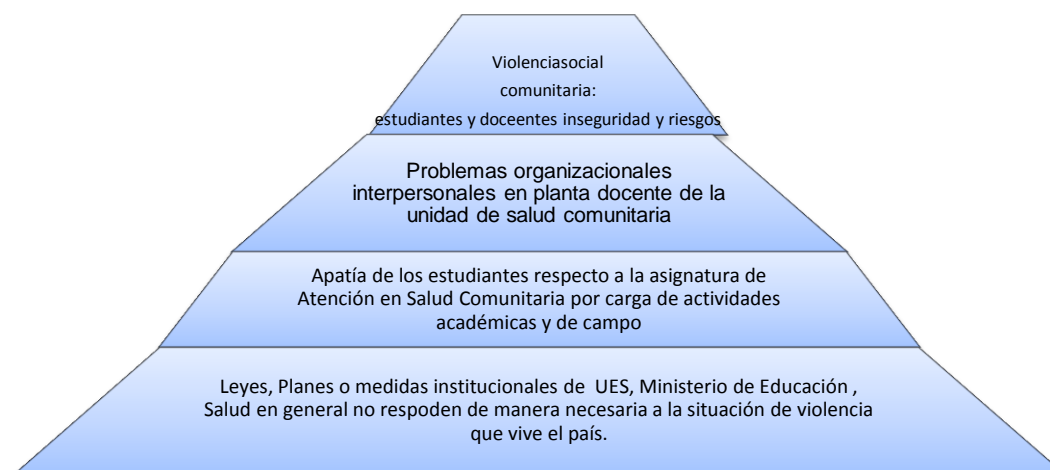 Violenciasocial
comunitaria:
estudiantes y doceentes inseguridad y riesgos
Problemas organizacionales
interpersonales en planta docente de la
unidad de salud comunitaria
Apatía de los estudiantes respecto a la asignatura de
Atención en Salud Comunitaria por carga de actividades
académicas y de campo
Leyes, Planes o medidas institucionales de UES, Ministerio de Educación ,
Salud en general no respoden de manera necesaria a la situación de violencia
que vive el país.